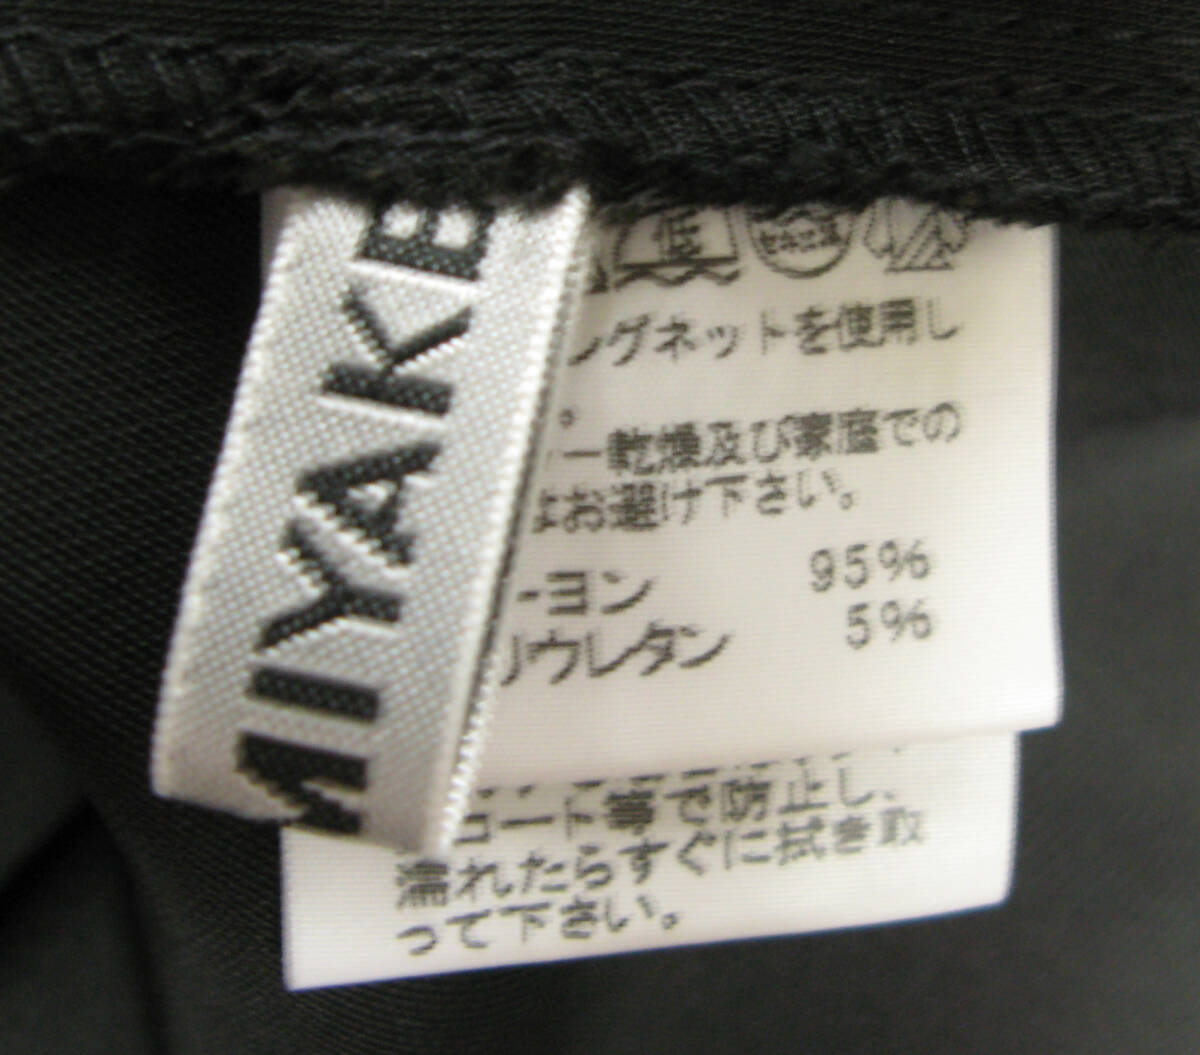 MIYAKE
低
ングネットを使用し
。
ー乾燥及び家庭での
はお避け下さい。
ーヨン 95%
リウレタン 5%
コート等で防止し、
濡れたらすぐに拭き取
って下さい。